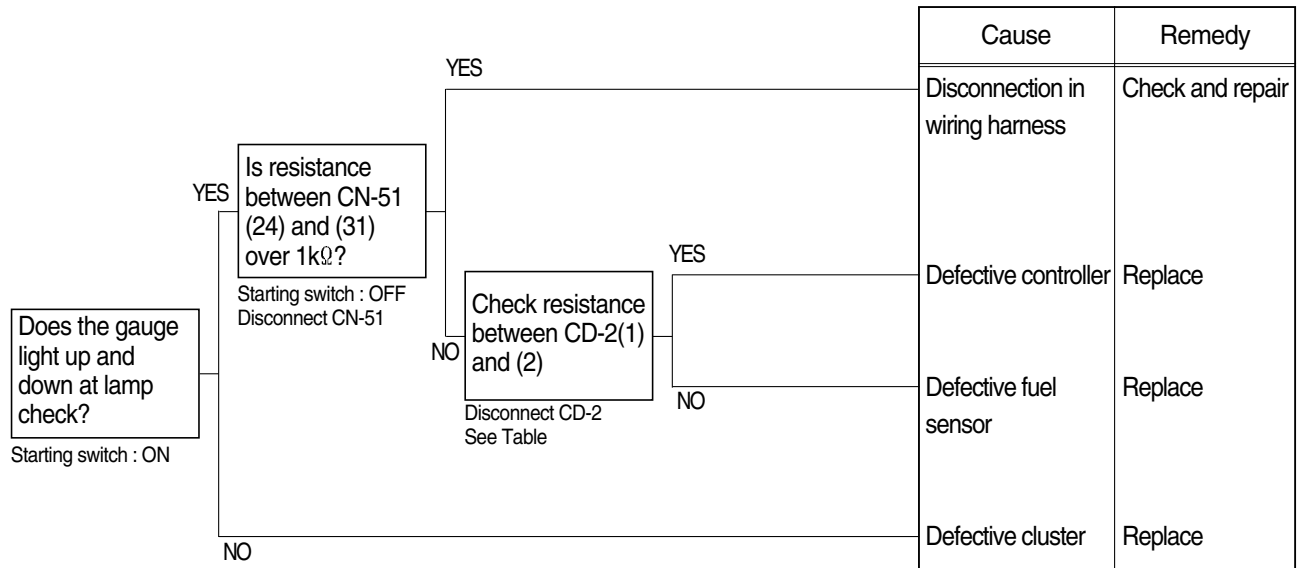 Cause
Remedy
YES
Disconnection in
wiring harness
Check and repair
YES
Is resistance
between CN-51
(24) and (31)
over 1kΩ?
Starting switch : OFF
Disconnect CN-51
YES
Defective controller
Replace
NO
Check resistance
between CD-2(1)
and (2)
Disconnect CD-2
See Table
NO
Defective fuel
sensor
Replace
Does the gauge
light up and
down at lamp
check?
Starting switch : ON
NO
Defective cluster
Replace